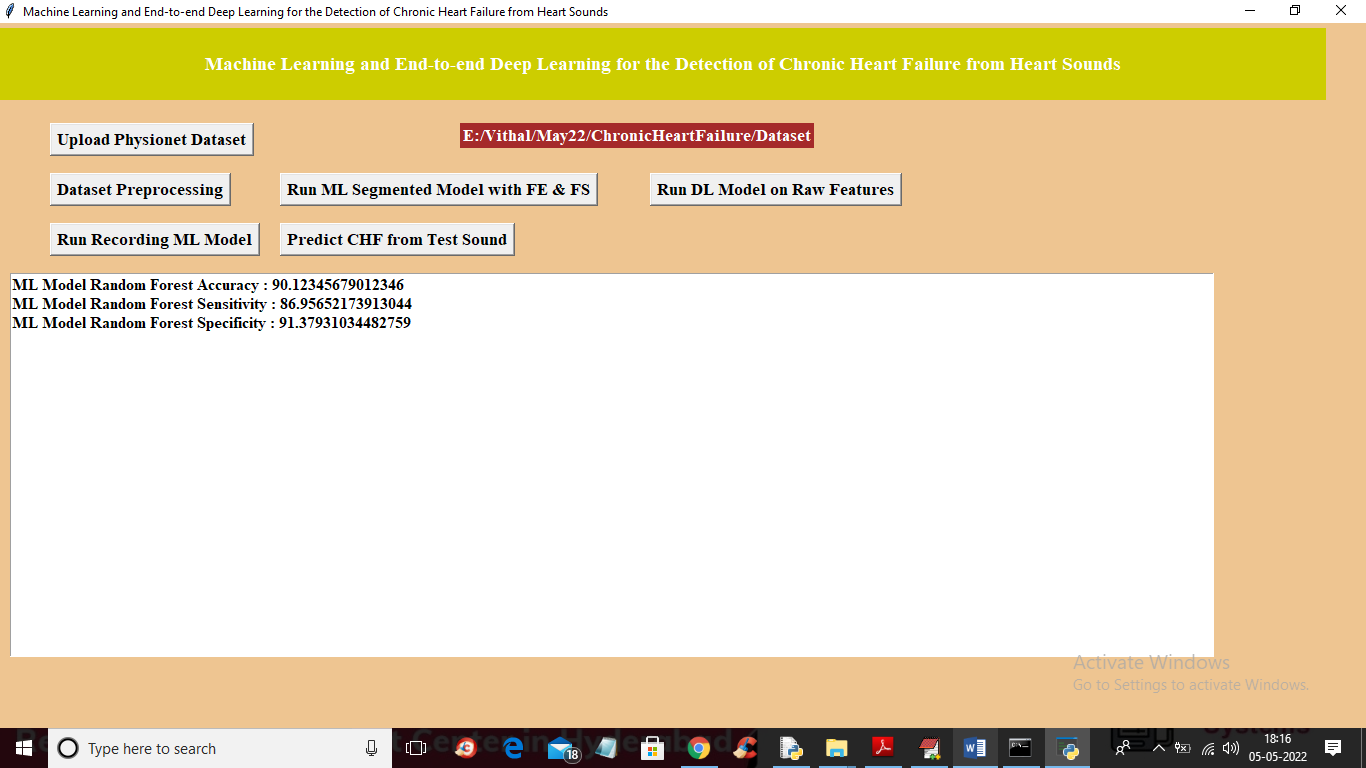 Machine Learning and End-to-end Deep Learning for the Detection of Chronic Heart Failure from Heart Sounds
Machine Learning and End-to-end Deep Learning for the Detection of Chronic Heart Failure from Heart Sounds
Upload Physionet Dataset
E:/Vithal/May22/ChronicHeartFailure/Dataset
Dataset Preprocessing
Run ML Segmented Model with FE & FS
Run DL Model on Raw Features
Run Recording ML Model
Predict CHF from Test Sound
ML Model Random Forest Accuracy : 90.12345679012346
ML Model Random Forest Sensitivity : 86.95652173913044
ML Model Random Forest Specificity : 91.37931034482759
Activate Windows
Go to Settings to activate Windows.
Type here to search
18
18:16
05-05-2022